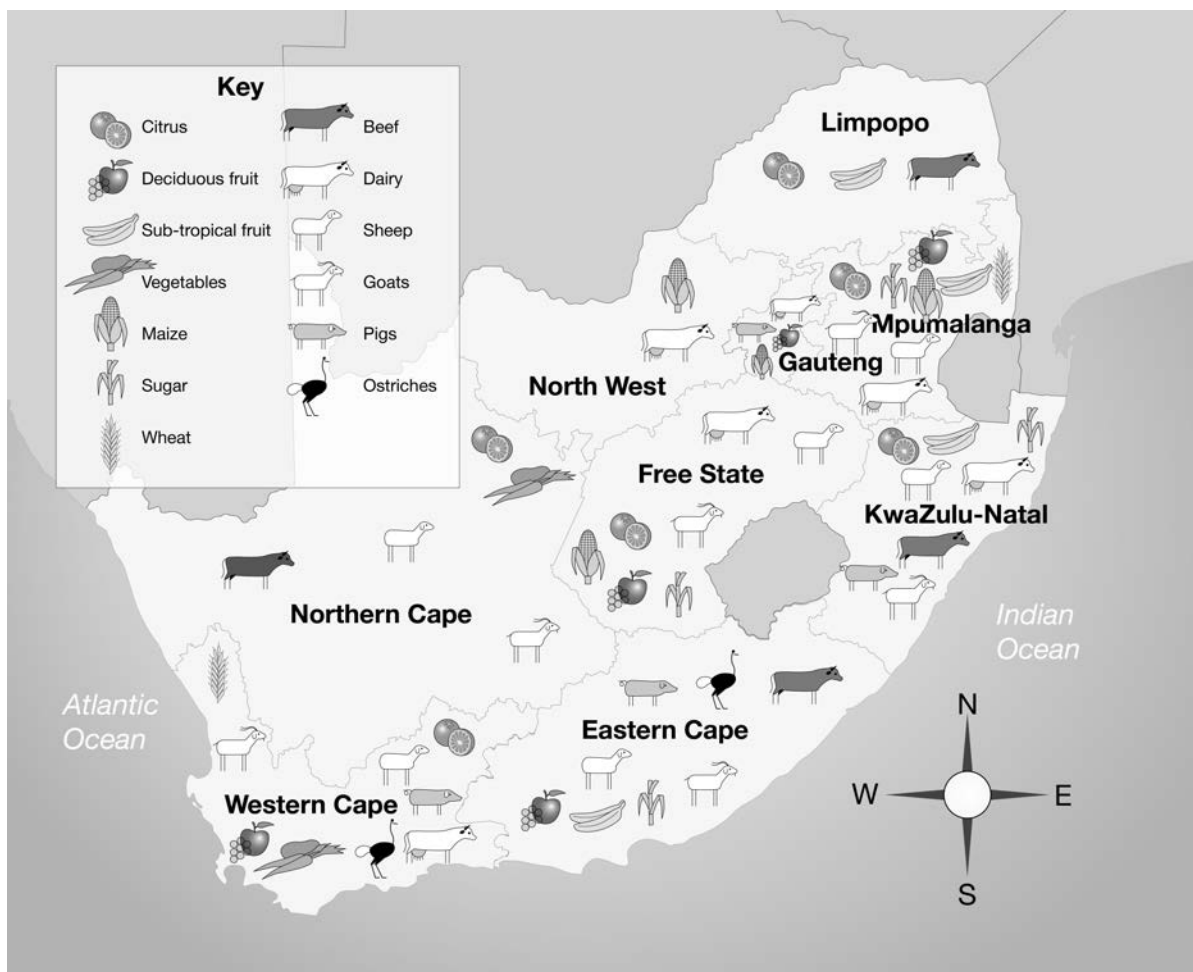 Key
Citrus
Deciduous fruit
Sub-tropical fruit
Vegetables
Maize
Sugar
Wheat
Beef
Dairy
Sheep
Goats
Pigs
Ostriches
Limpopo
Mpumalanga
Gauteng
North West
Free State
KwaZulu-Natal
Northern Cape
Eastern Cape
Western Cape
Atlantic
Ocean
Indian
Ocean
N
W
E
S